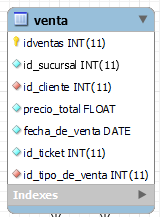 venta
idventas INT(11)
id_sucursal INT(11)
id_cliente INT(11)
precio_total FLOAT
fecha_de_venta DATE
id_ticket INT(11)
id_tipo_de_venta INT(11)
Indexes